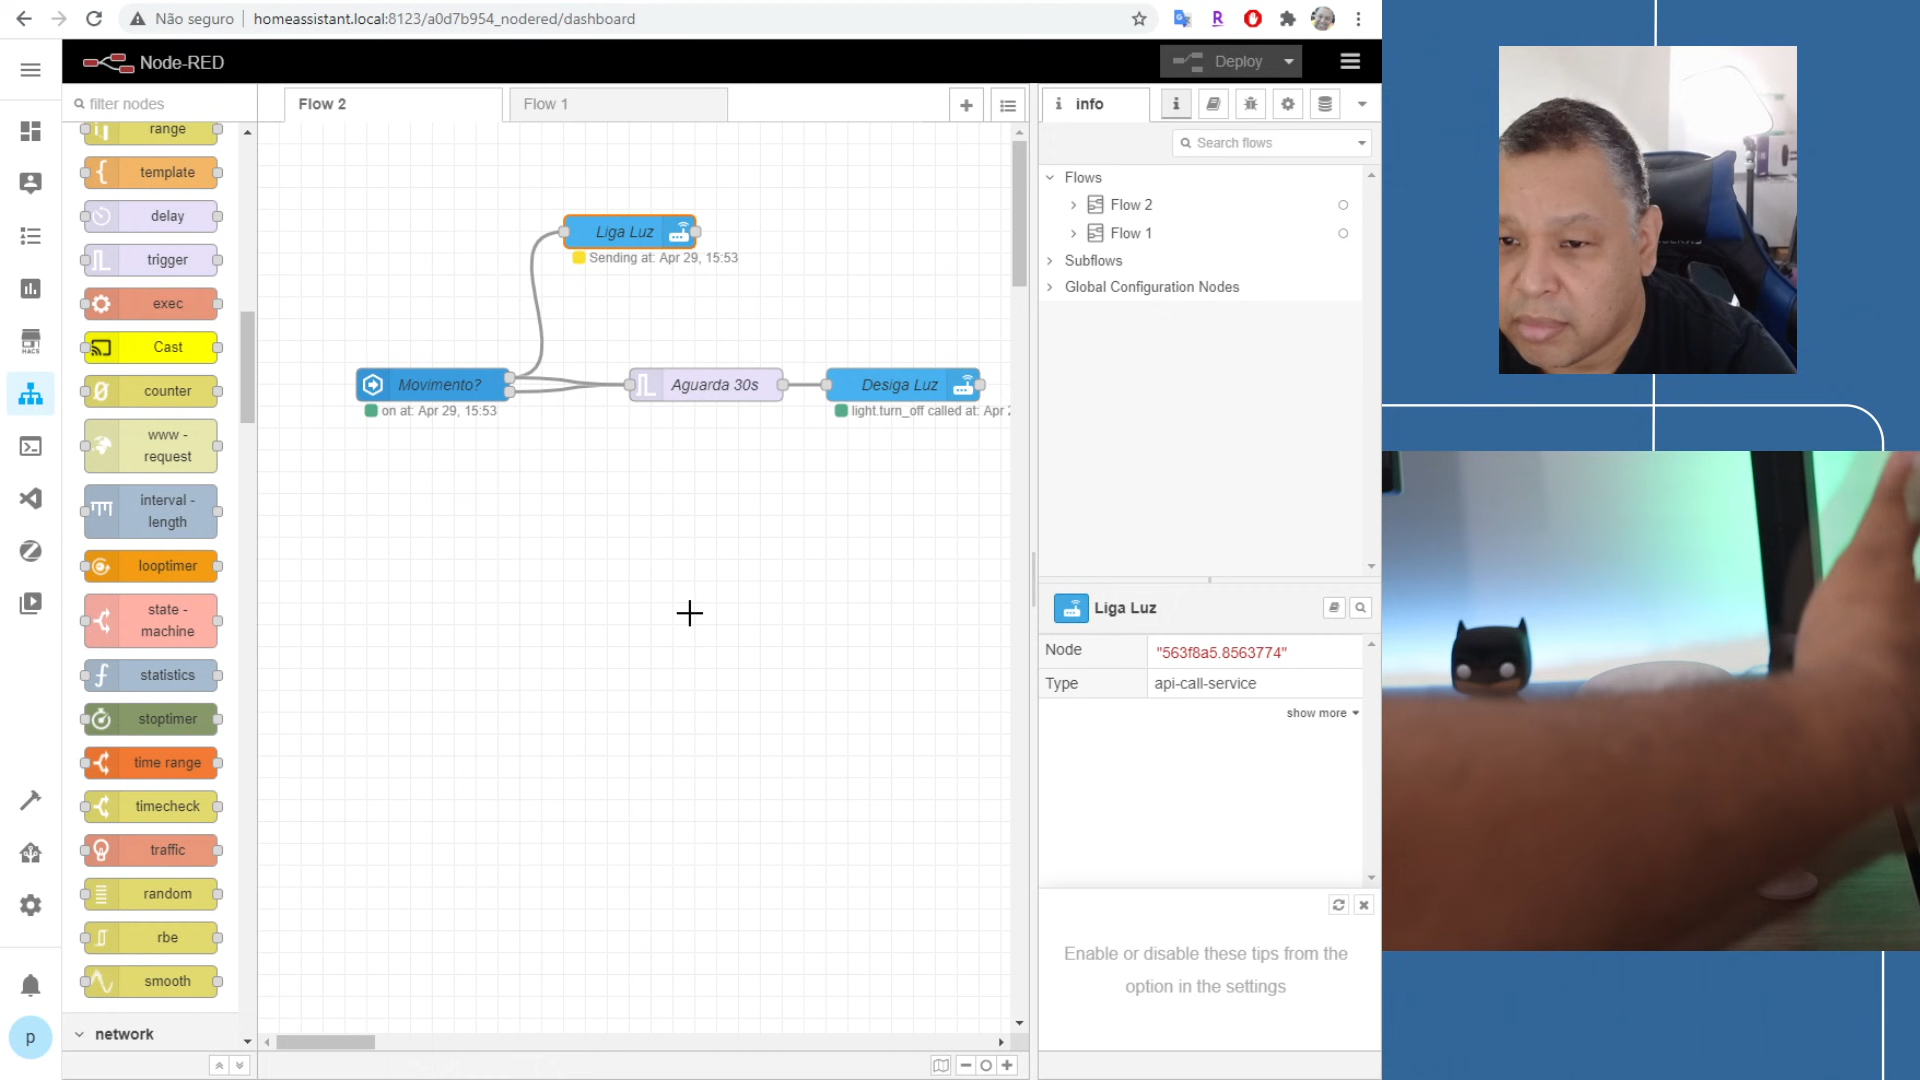 Não seguro
homeassistant.local:8123/a0d7b954_nodered/dashboard
Node-RED
Deploy
filter nodes
Flow 2
Flow 1
info
Search flows
range
template
delay
trigger
exec
Cast
counter
www -
request
interval -
length
looptimer
state -
machine
statistics
stoptimer
time range
timecheck
traffic
random
rbe
smooth
network
HACS
p
Liga Luz
Sending at: Apr 29, 15:53
Movimento?
on at: Apr 29, 15:53
Aguarda 30s
Desiga Luz
light.turn_off called at: Apr
Flows
Flow 2
Flow 1
Subflows
Global Configuration Nodes
Liga Luz
Node
"563f8a5.8563774"
Type
api-call-service
show more
Enable or disable these tips from the
option in the settings